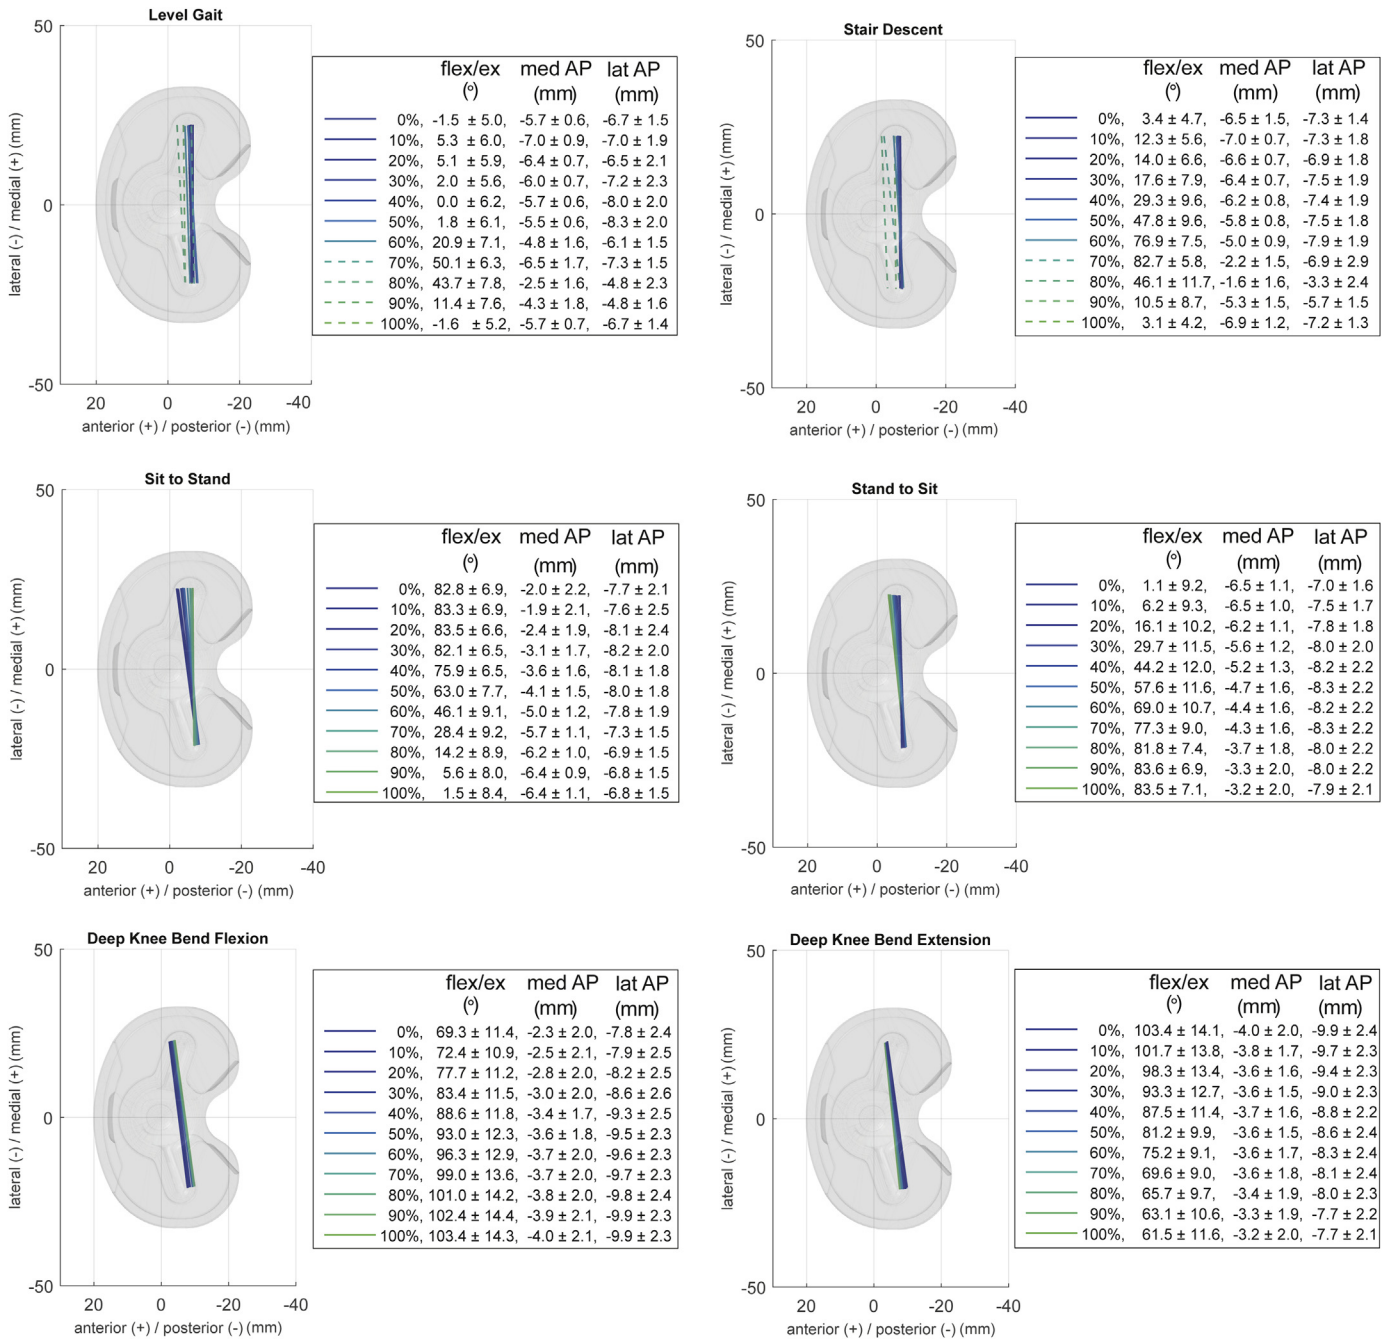 Level Gait
50
0
-50
20 0 -20 -40
lateral (-) / medial (+) (mm)
anterior (+) / posterior (-) (mm)
flex/ex med AP lat AP
(°) (mm) (mm)
0%, -1.5 ± 5.0, -5.7 ± 0.6, -6.7 ± 1.5
10%, 5.3 ± 6.0, -7.0 ± 0.9, -7.0 ± 1.9
20%, 5.1 ± 5.9, -6.4 ± 0.7, -6.5 ± 2.1
30%, 2.0 ± 5.6, -6.0 ± 0.7, -7.2 ± 2.3
40%, 0.0 ± 6.2, -5.7 ± 0.6, -8.0 ± 2.0
50%, 1.8 ± 6.1, -5.5 ± 0.6, -8.3 ± 2.0
60%, 20.9 ± 7.1, -4.8 ± 1.6, -6.1 ± 1.5
70%, 50.1 ± 6.3, -6.5 ± 1.7, -7.3 ± 1.5
80%, 43.7 ± 7.8, -2.5 ± 1.6, -4.8 ± 2.3
90%, 11.4 ± 7.6, -4.3 ± 1.8, -4.8 ± 1.6
100%, -1.6 ± 5.2, -5.7 ± 0.7, -6.7 ± 1.4
Stair Descent
50
0
-50
20 0 -20 -40
lateral (-) / medial (+) (mm)
anterior (+) / posterior (-) (mm)
flex/ex med AP lat AP
(°) (mm) (mm)
0%, 3.4 ± 4.7, -6.5 ± 1.5, -7.3 ± 1.4
10%, 12.3 ± 5.6, -7.0 ± 0.7, -7.3 ± 1.8
20%, 14.0 ± 6.6, -6.6 ± 0.7, -6.9 ± 1.8
30%, 17.6 ± 7.9, -6.4 ± 0.7, -7.5 ± 1.9
40%, 29.3 ± 9.6, -6.2 ± 0.8, -7.4 ± 1.9
50%, 47.8 ± 9.6, -5.8 ± 0.8, -7.5 ± 1.8
60%, 76.9 ± 7.5, -5.0 ± 0.9, -7.9 ± 1.9
70%, 82.7 ± 5.8, -2.2 ± 1.5, -6.9 ± 2.9
80%, 46.1 ± 11.7, -1.6 ± 1.6, -3.3 ± 2.4
90%, 10.5 ± 8.7, -5.3 ± 1.5, -5.7 ± 1.5
100%, 3.1 ± 4.2, -6.9 ± 1.2, -7.2 ± 1.3
Sit to Stand
50
0
-50
20 0 -20 -40
lateral (-) / medial (+) (mm)
anterior (+) / posterior (-) (mm)
flex/ex med AP lat AP
(°) (mm) (mm)
0%, 82.8 ± 6.9, -2.0 ± 2.2, -7.7 ± 2.1
10%, 83.3 ± 6.9, -1.9 ± 2.1, -7.6 ± 2.5
20%, 83.5 ± 6.6, -2.4 ± 1.9, -8.1 ± 2.4
30%, 82.1 ± 6.5, -3.1 ± 1.7, -8.2 ± 2.0
40%, 75.9 ± 6.5, -3.6 ± 1.6, -8.1 ± 1.8
50%, 63.0 ± 7.7, -4.1 ± 1.5, -8.0 ± 1.8
60%, 46.1 ± 9.1, -5.0 ± 1.2, -7.8 ± 1.9
70%, 28.4 ± 9.2, -5.7 ± 1.1, -7.3 ± 1.5
80%, 14.2 ± 8.9, -6.2 ± 1.0, -6.9 ± 1.5
90%, 5.6 ± 8.0, -6.4 ± 0.9, -6.8 ± 1.5
100%, 1.5 ± 8.4, -6.4 ± 1.1, -6.8 ± 1.5
Stand to Sit
50
0
-50
20 0 -20 -40
lateral (-) / medial (+) (mm)
anterior (+) / posterior (-) (mm)
flex/ex med AP lat AP
(°) (mm) (mm)
0%, 1.1 ± 9.2, -6.5 ± 1.1, -7.0 ± 1.6
10%, 6.2 ± 9.3, -6.5 ± 1.0, -7.5 ± 1.7
20%, 16.1 ± 10.2, -6.2 ± 1.1, -7.8 ± 1.8
30%, 29.7 ± 11.5, -5.6 ± 1.2, -8.0 ± 2.0
40%, 44.2 ± 12.0, -5.2 ± 1.3, -8.2 ± 2.2
50%, 57.6 ± 11.6, -4.7 ± 1.6, -8.3 ± 2.2
60%, 69.0 ± 10.7, -4.4 ± 1.6, -8.2 ± 2.2
70%, 77.3 ± 9.0, -4.3 ± 1.6, -8.3 ± 2.2
80%, 81.8 ± 7.4, -3.7 ± 1.8, -8.0 ± 2.2
90%, 83.6 ± 6.9, -3.3 ± 2.0, -8.0 ± 2.2
100%, 83.5 ± 7.1, -3.2 ± 2.0, -7.9 ± 2.1
Deep Knee Bend Flexion
50
0
-50
20 0 -20 -40
lateral (-) / medial (+) (mm)
anterior (+) / posterior (-) (mm)
flex/ex med AP lat AP
(°) (mm) (mm)
0%, 69.3 ± 11.4, -2.3 ± 2.0, -7.8 ± 2.4
10%, 72.4 ± 10.9, -2.5 ± 2.1, -7.9 ± 2.5
20%, 77.7 ± 11.2, -2.8 ± 2.0, -8.2 ± 2.5
30%, 83.4 ± 11.5, -3.0 ± 2.0, -8.6 ± 2.6
40%, 88.6 ± 11.8, -3.4 ± 1.7, -9.3 ± 2.5
50%, 93.0 ± 12.3, -3.6 ± 1.8, -9.5 ± 2.3
60%, 96.3 ± 12.9, -3.7 ± 2.0, -9.6 ± 2.3
70%, 99.0 ± 13.6, -3.7 ± 2.0, -9.7 ± 2.3
80%, 101.0 ± 14.2, -3.8 ± 2.0, -9.8 ± 2.4
90%, 102.4 ± 14.4, -3.9 ± 2.1, -9.9 ± 2.3
100%, 103.4 ± 14.3, -4.0 ± 2.1, -9.9 ± 2.3
Deep Knee Bend Extension
50
0
-50
20 0 -20 -40
lateral (-) / medial (+) (mm)
anterior (+) / posterior (-) (mm)
flex/ex med AP lat AP
(°) (mm) (mm)
0%, 103.4 ± 14.1, -4.0 ± 2.0, -9.9 ± 2.4
10%, 101.7 ± 13.8, -3.8 ± 1.7, -9.7 ± 2.3
20%, 98.3 ± 13.4, -3.6 ± 1.6, -9.4 ± 2.3
30%, 93.3 ± 12.7, -3.6 ± 1.5, -9.0 ± 2.3
40%, 87.5 ± 11.4, -3.7 ± 1.6, -8.8 ± 2.2
50%, 81.2 ± 9.9, -3.6 ± 1.5, -8.6 ± 2.4
60%, 75.2 ± 9.1, -3.6 ± 1.7, -8.3 ± 2.4
70%, 69.6 ± 9.0, -3.6 ± 1.8, -8.1 ± 2.4
80%, 65.7 ± 9.7, -3.4 ± 1.9, -8.0 ± 2.3
90%, 63.1 ± 10.6, -3.3 ± 1.9, -7.7 ± 2.2
100%, 61.5 ± 11.6, -3.2 ± 2.0, -7.7 ± 2.1